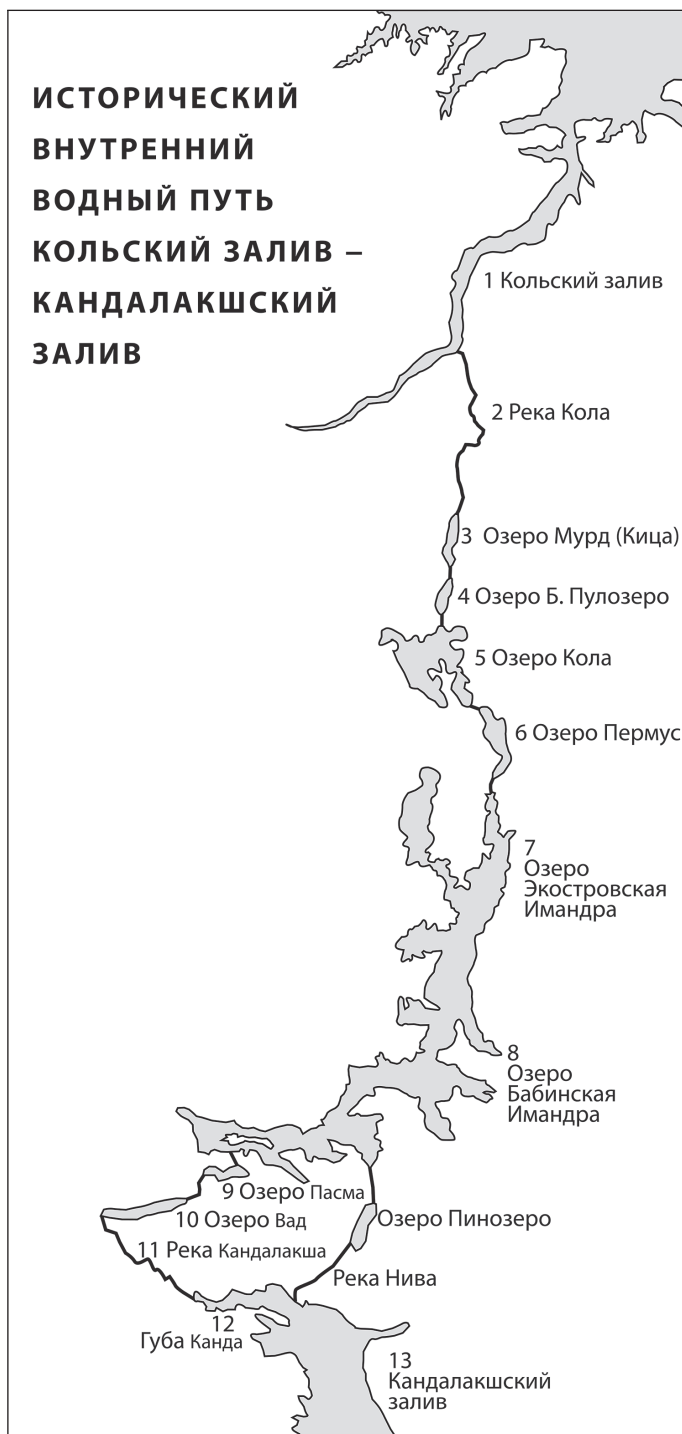 ИСТОРИЧЕСКИЙ
ВНУТРЕННИЙ
ВОДНЫЙ ПУТЬ
КОЛЬСКИЙ ЗАЛИВ –
КАНДАЛАКШСКИЙ
ЗАЛИВ
1 Кольский залив
2 Река Кола
3 Озеро Мурд (Кица)
4 Озеро Б. Пулозеро
5 Озеро Кола
6 Озеро Пермус
7
Озеро
Экостровская
Имандра
8
Озеро
Бабинская
Имандра
9 Озеро Пасма
10 Озеро Вад
Озеро Пинозеро
11 Река Кандалакша
Река Нива
12
Губа Канда
13
Кандалакшский
залив